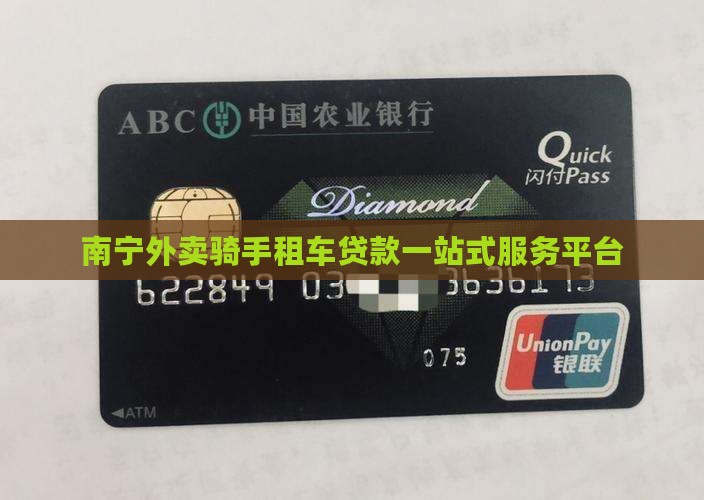 ABC 中国农业银行
Quick
闪付Pass
Diamond
南宁外卖骑手租车贷款一站式服务平台
622849 03 3636173
075
UnionPay
银联
◀ATM